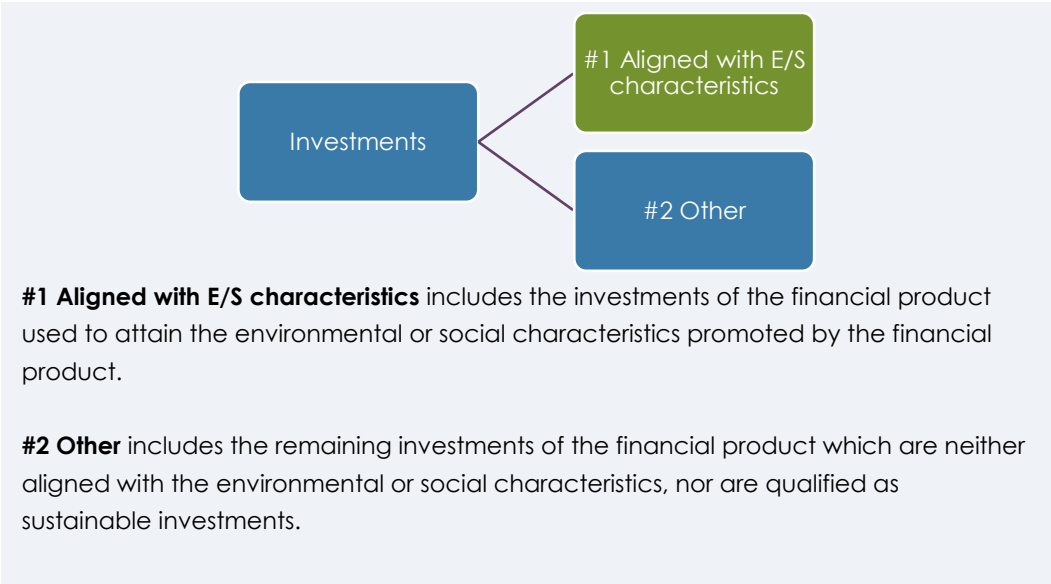 #1 Aligned with E/S
characteristics
Investments
#2 Other
#1 Aligned with E/S characteristics includes the investments of the financial product
used to attain the environmental or social characteristics promoted by the financial
product.
#2 Other includes the remaining investments of the financial product which are neither
aligned with the environmental or social characteristics, nor are qualified as
sustainable investments.